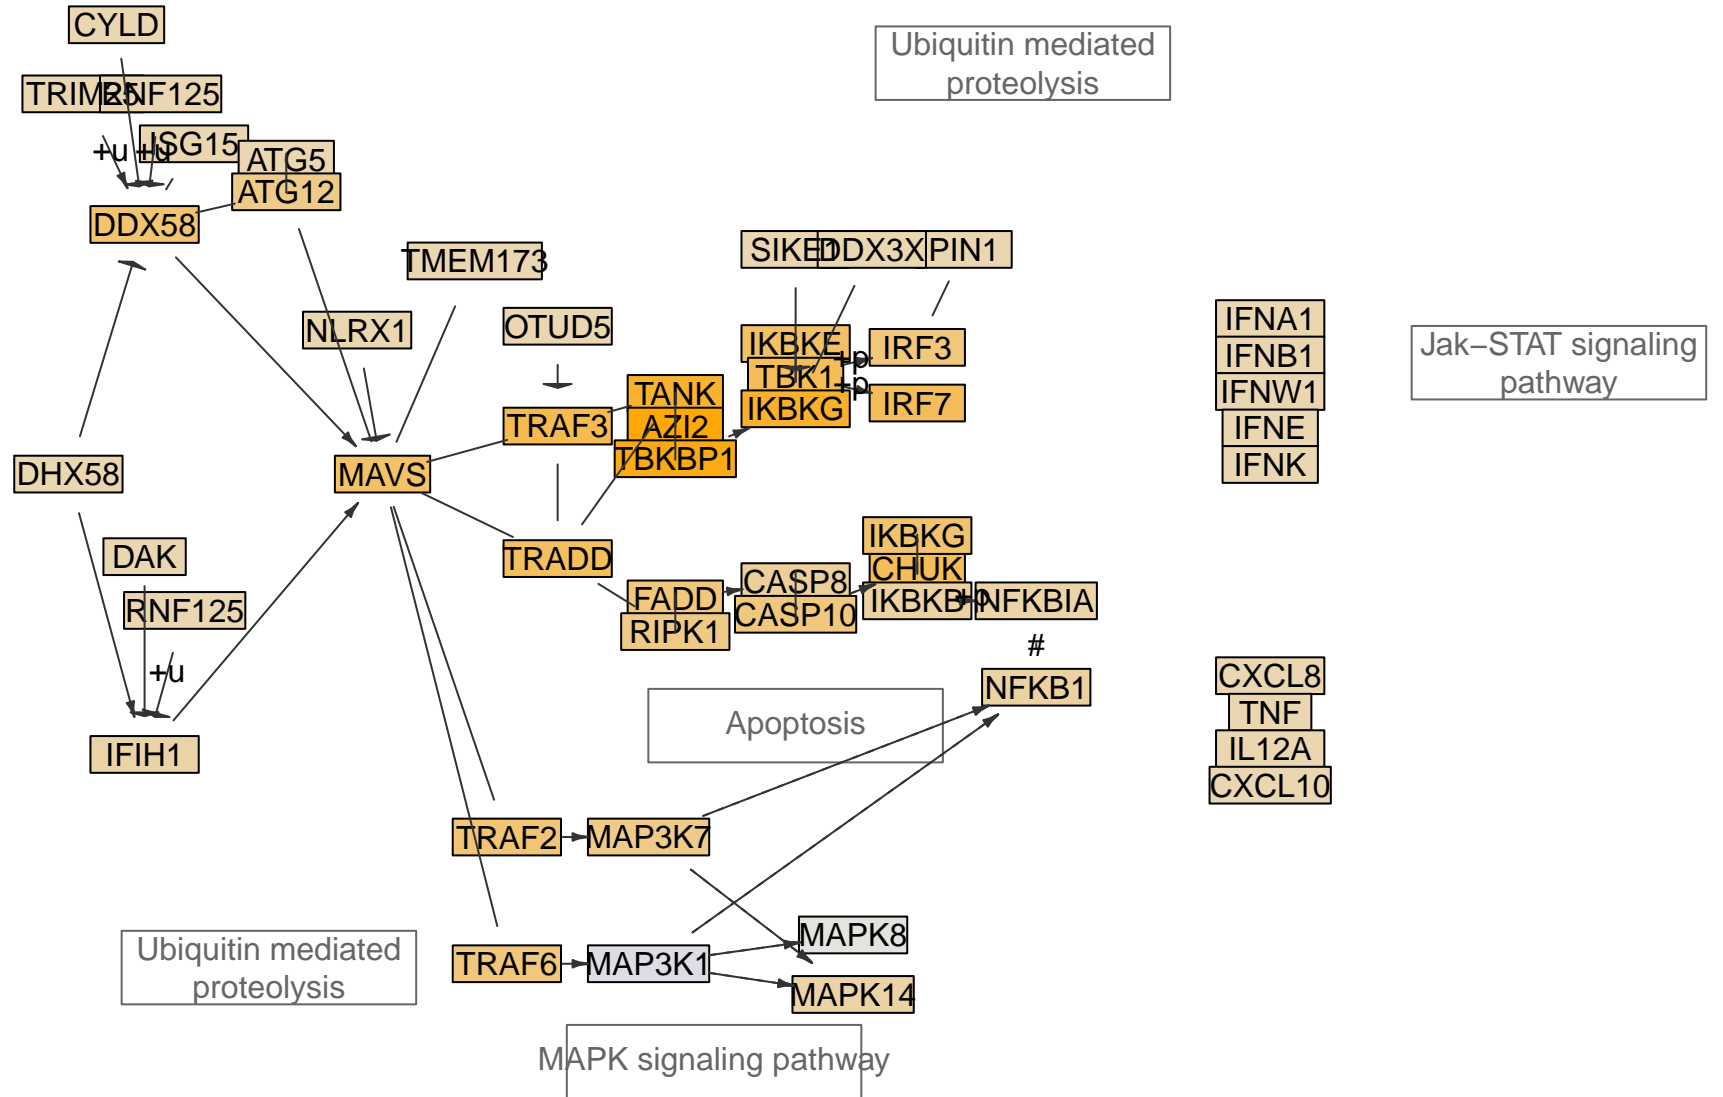 CYLD
Ubiquitin mediated
proteolysis
TRIM25
RNF125
ISG15
+u
+u
ATG5
ATG12
DDX58
TMEM173
SIKE1
DDX3X
PIN1
NLRX1
OTUD5
IKBKE
IRF3
+p
TBK1
+p
IKBKG
IRF7
IFNA1
IFNB1
IFNW1
IFNE
IFNK
Jak−STAT signaling
pathway
TANK
AZI2
TBKBP1
TRAF3
DHX58
MAVS
DAK
RNF125
+u
IFIH1
TRADD
FADD
RIPK1
CASP8
CASP10
IKBKG
CHUK
IKBKB
+p
NFKBIA
#
NFKB1
Apoptosis
CXCL8
TNF
IL12A
CXCL10
TRAF2
MAP3K7
TRAF6
MAP3K1
MAPK8
MAPK14
Ubiquitin mediated
proteolysis
MAPK signaling pathway